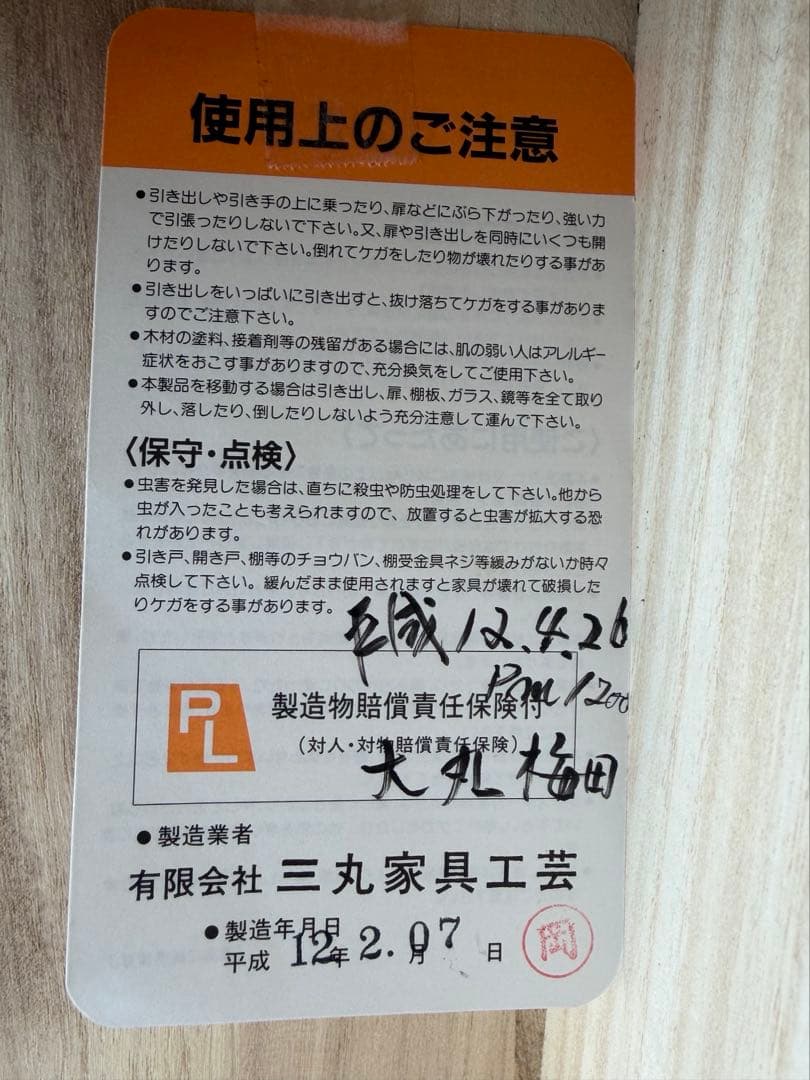 使用上のご注意
●引き出しや引き手の上に乗ったり、扉などにぶら下がったり、強い力
で引張ったりしないで下さい。又、扉や引き出しを同時にいくつも開
けたりしないで下さい。倒れてケガをしたり物が壊れたりする事があ
ります。
●引き出しをいっぱいに引き出すと、抜け落ちてケガをする事がありま
すのでご注意下さい。
●木材の塗料、接着剤等の残留がある場合には、肌の弱い人はアレルギー
症状をおこす事がありますので、充分換気をしてご使用下さい。
●本製品を移動する場合は引き出し、扉、棚板、ガラス、鏡等を全て取り
外し、落したり、倒したりしないよう充分注意して運んで下さい。
〈保守・点検〉
●虫害を発見した場合は、直ちに殺虫や防虫処理をして下さい。他から
虫が入ったことも考えられますので、放置すると虫害が拡大する恐
れがあります。
●引き戸、開き戸、棚等のチョウバン、棚受金具ネジ等緩みがないか時々
点検して下さい。緩んだまま使用されますと家具が壊れて破損した
りケガをする事があります。
平成12.4.26
Pm 1200
PL
製造物賠償責任保険付
(対人・対物賠償責任保険)
大丸梅田
●製造業者
有限会社 三丸家具工芸
●製造年月日
平成 12年 2.月07日
岡